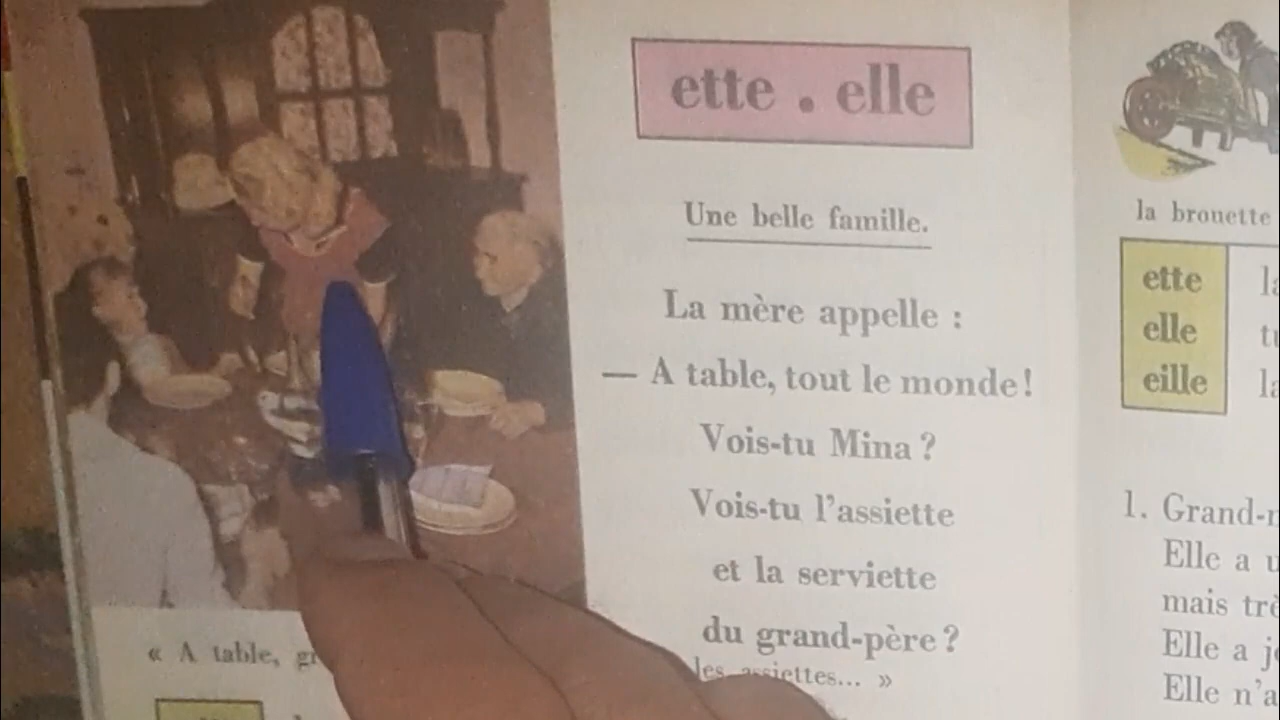 ette . elle
Une belle famille.
La mère appelle :
— A table, tout le monde!
Vois-tu Mina ?
Vois-tu l'assiette
et la serviette
du grand-père ?
les assiettes... »
« A table,
la brouette
ette
elle
eille
1. Grand-
Elle a
mais
Elle a
Elle n'a